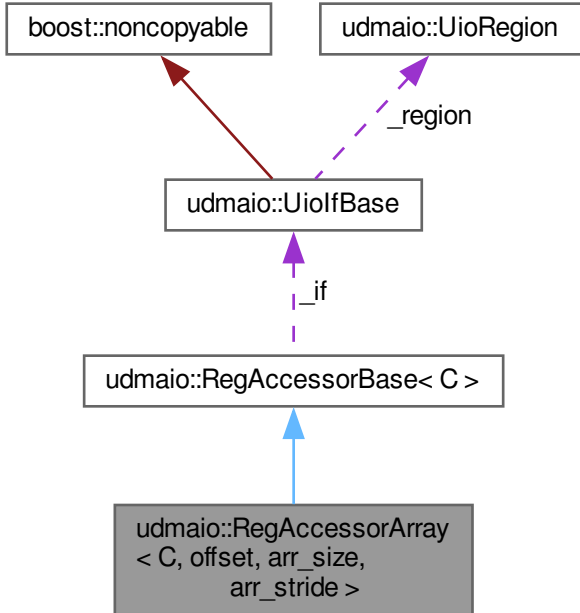 boost::noncopyable
udmaio::UioRegion
_region
udmaio::UioIfBase
_if
udmaio::RegAccessorBase< C >
udmaio::RegAccessorArray
< C, offset, arr_size,
arr_stride >